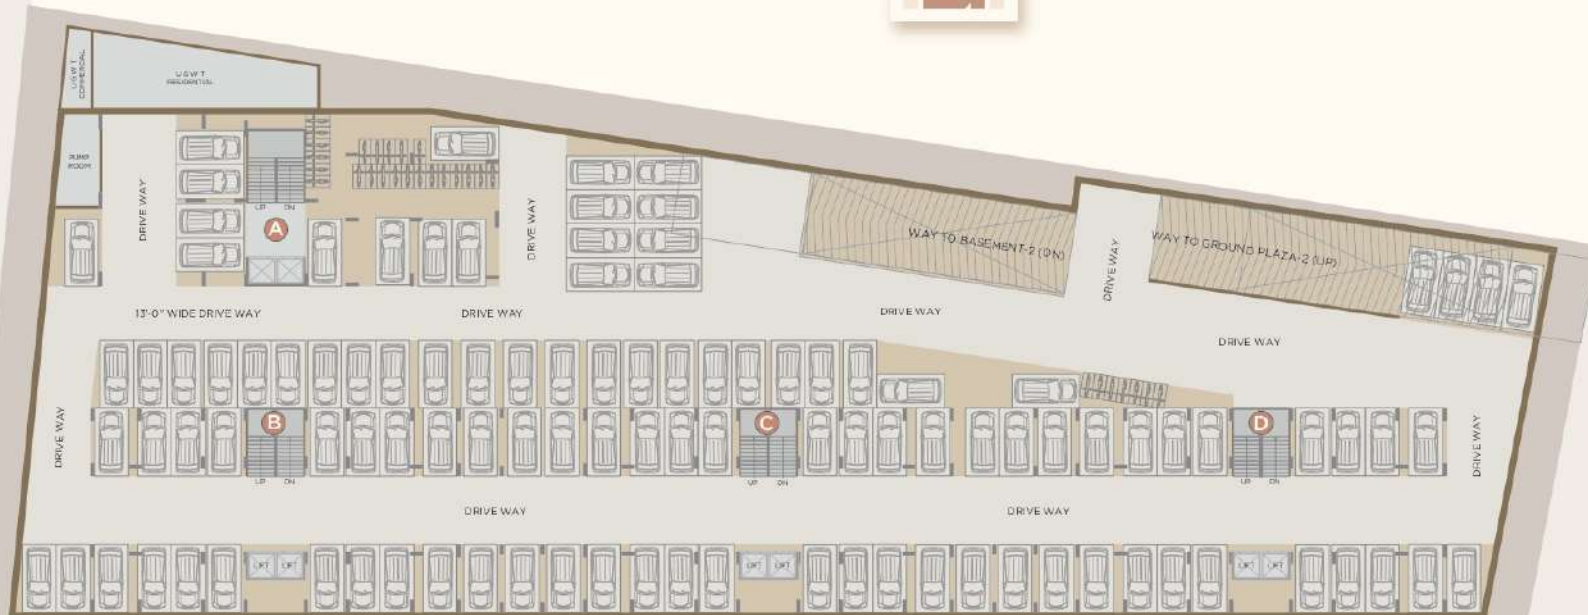 UGWT
COMMERCIAL
UGWT
RESIDENTIAL
PUMP
ROOM
DRIVE WAY
UP DN
A
DRIVE WAY
WAY TO BASEMENT-2 (DN)
DRIVE WAY
WAY TO GROUND PLAZA-2 (UP)
13'-0" WIDE DRIVE WAY
DRIVE WAY
DRIVE WAY
DRIVE WAY
DRIVE WAY
B
C
D
DRIVE WAY
UP DN
UP DN
UP DN
DRIVE WAY
DRIVE WAY
LIFT LIFT
LIFT LIFT
LIFT LIFT